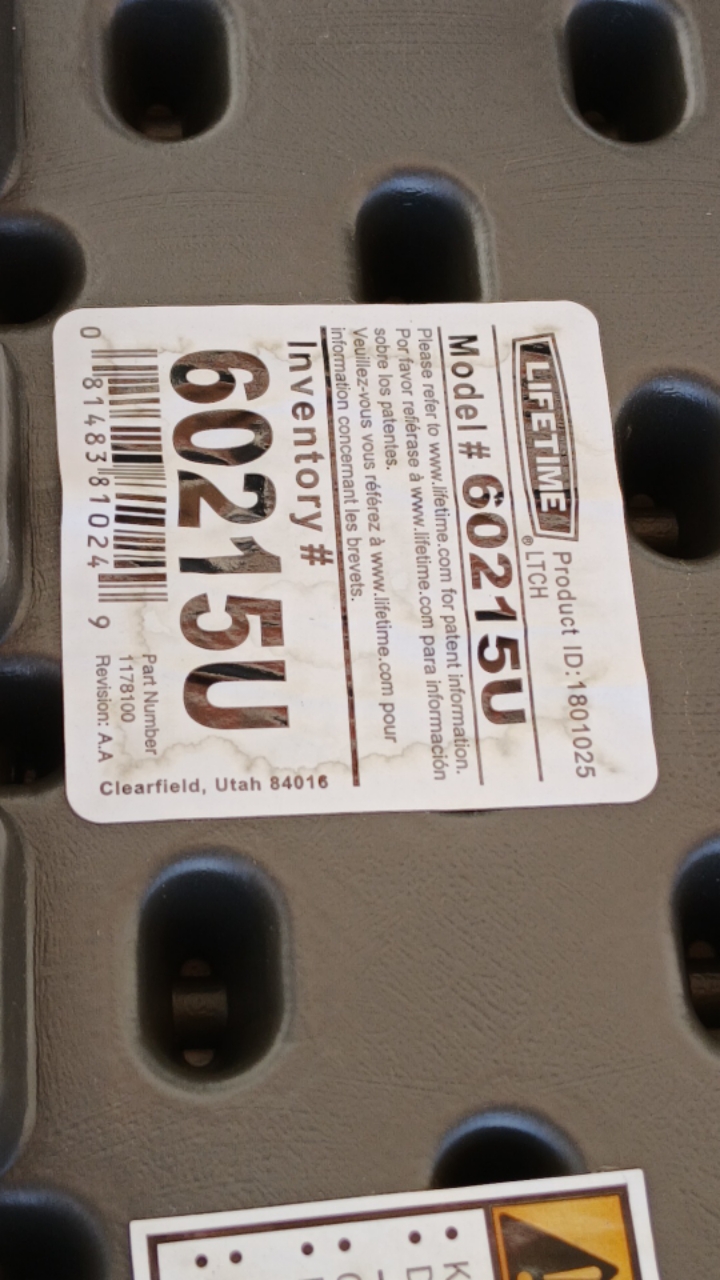 LIFETIME
® LTCH
Product ID:1801025
Model # 60215U
Please refer to www.lifetime.com for patent information.
Por favor refiérase à www.lifetime.com para información
sobre los patentes.
Veuillez-vous vous référez à www.lifetime.com pour
information concernant les brevets.
Inventory #
60215U
0 81483 81024 9
Part Number
1178100
Revision: A.A
Clearfield, Utah 84016